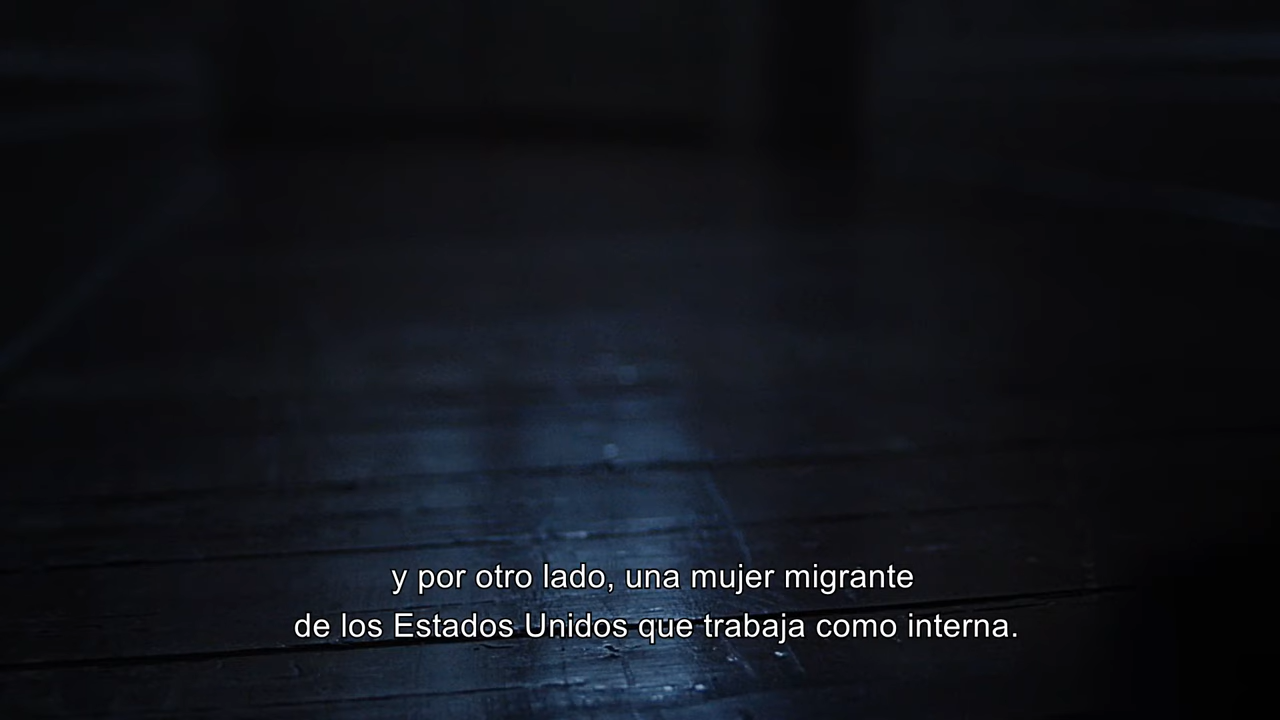 y por otro lado, una mujer migrante
de los Estados Unidos que trabaja como interna.